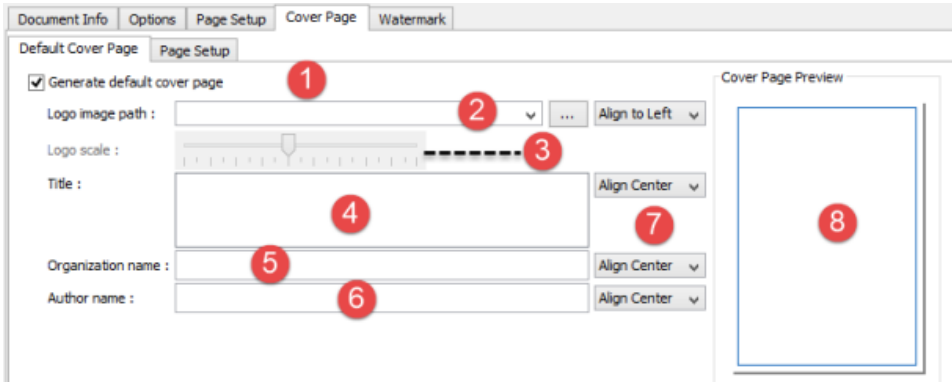 Document Info Options Page Setup Cover Page Watermark
Default Cover Page Page Setup
Generate default cover page 1 Cover Page Preview
Logo image path : 2 ... Align to Left
Logo scale : 3
Title : 4 Align Center 7 8
Organization name : 5 Align Center
Author name : 6 Align Center